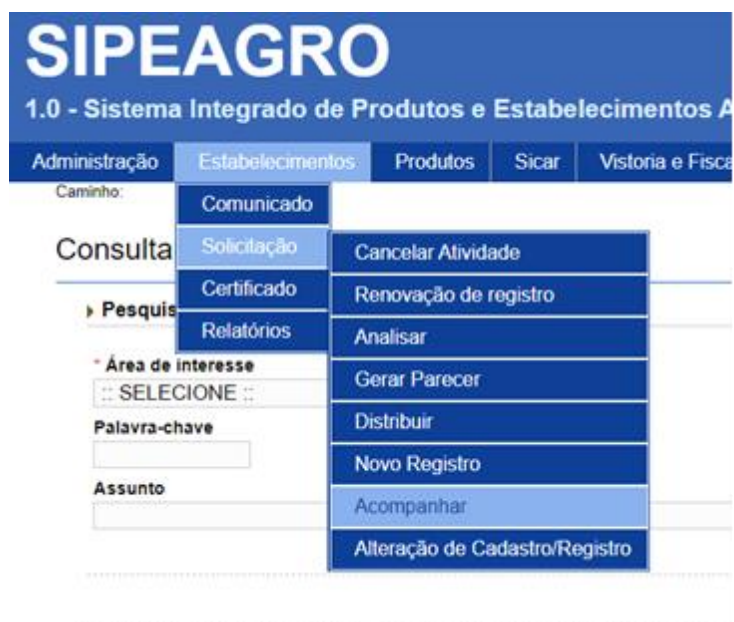 SIPEAGRO
1.0 - Sistema Integrado de Produtos e Estabelecimentos A
Administração Estabelecimentos Produtos Sicar Vistoria e Fisca
Caminho:
Comunicado
Consulta Solicitação Cancelar Atividade
Certificado Renovação de registro
Pesquis
Relatórios Analisar
* Área de interesse
Gerar Parecer
:: SELECIONE ::
Palavra-chave Distribuir
Novo Registro
Assunto
Acompanhar
Alteração de Cadastro/Registro